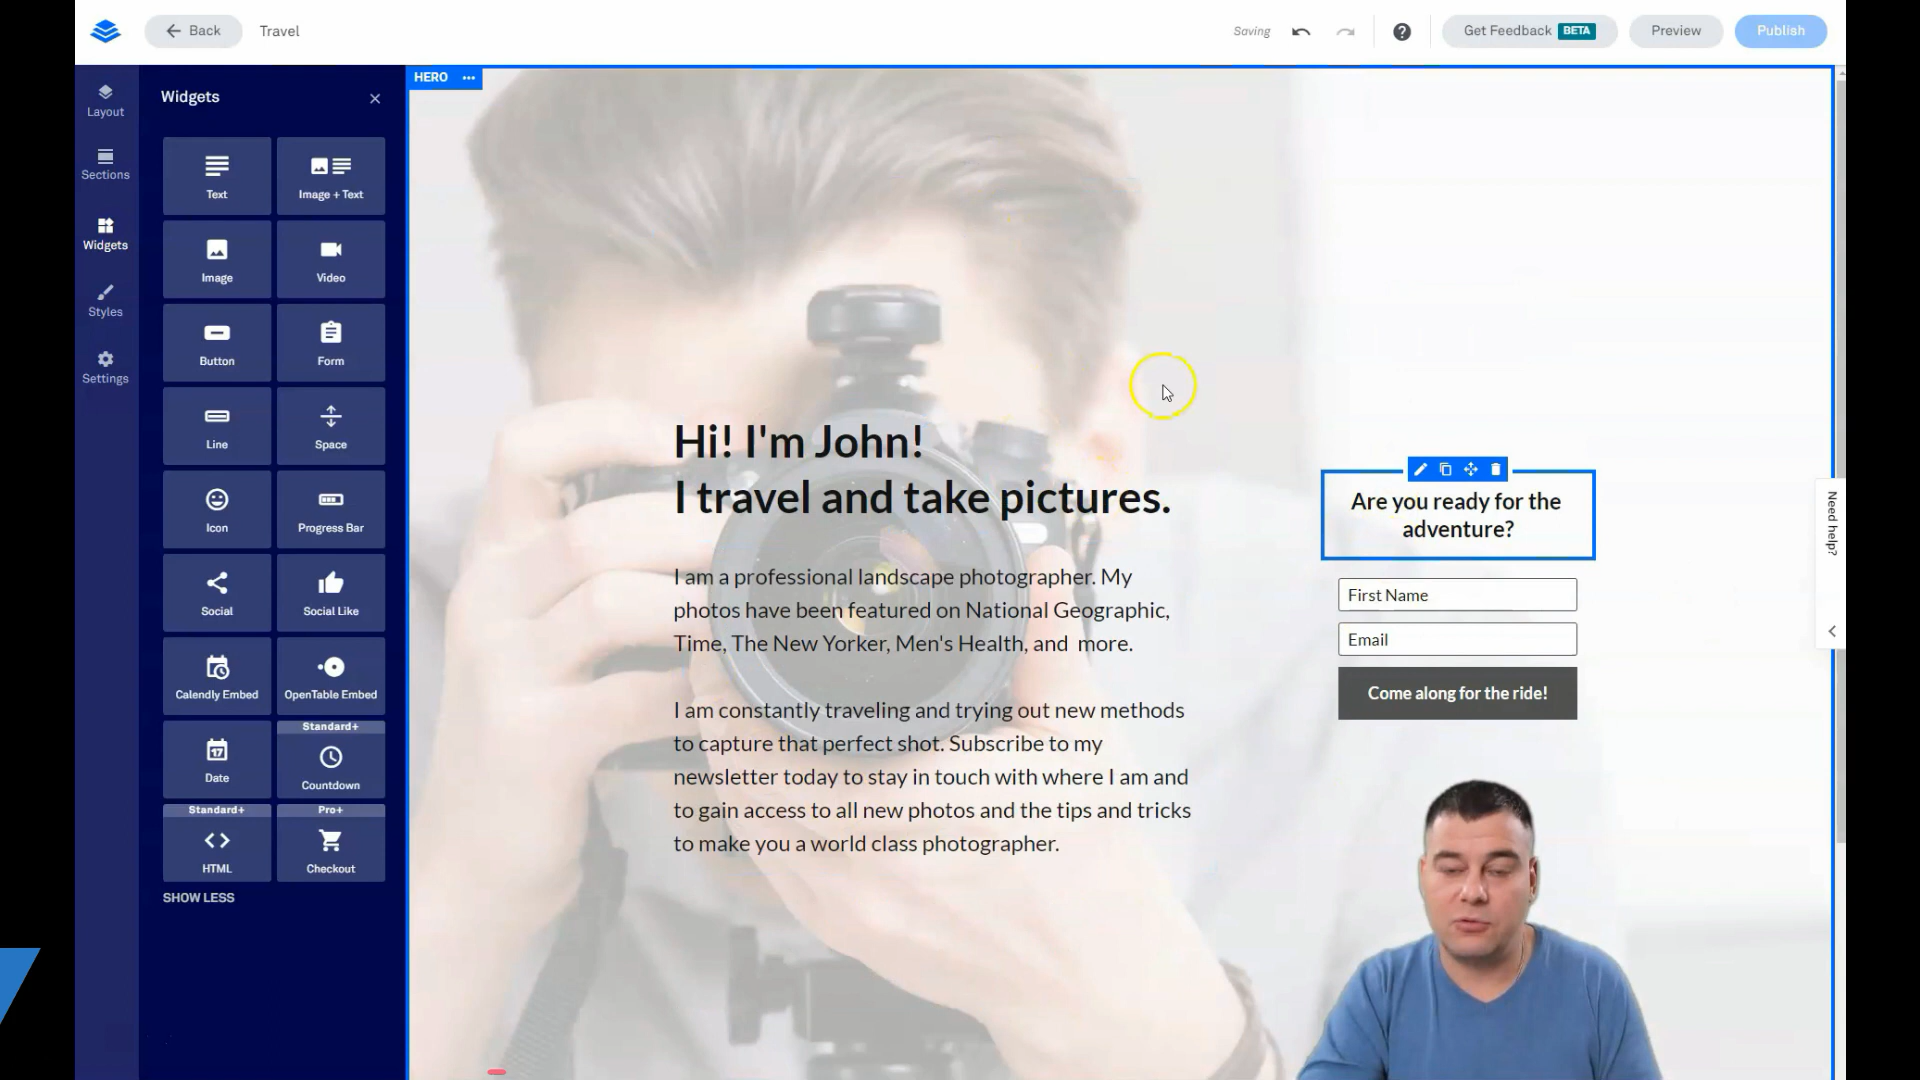 Back
Travel
Saving
Get Feedback BETA
Preview
Publish
Layout
Sections
Widgets
Styles
Settings
Widgets
Text
Image + Text
Image
Video
Button
Form
Line
Space
Icon
Progress Bar
Social
Social Like
Calendly Embed
OpenTable Embed
Date
Standard+
Countdown
Standard+
HTML
Pro+
Checkout
SHOW LESS
HERO
Hi! I'm John!
I travel and take pictures.
I am a professional landscape photographer. My
photos have been featured on National Geographic,
Time, The New Yorker, Men's Health, and more.
I am constantly traveling and trying out new methods
to capture that perfect shot. Subscribe to my
newsletter today to stay in touch with where I am and
to gain access to all new photos and the tips and tricks
to make you a world class photographer.
Are you ready for the
adventure?
First Name
Email
Come along for the ride!
Need help?